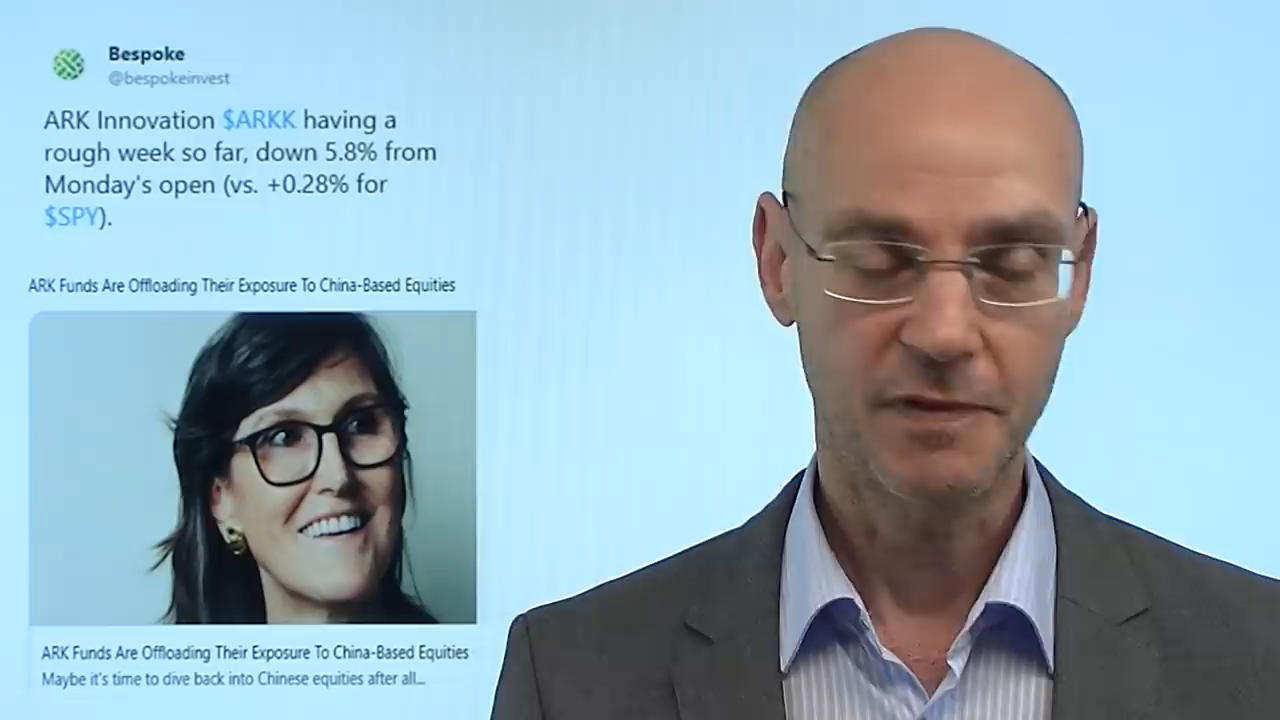 Bespoke
@bespokeinvest
ARK Innovation $ARKK having a
rough week so far, down 5.8% from
Monday's open (vs. +0.28% for
$SPY).
ARK Funds Are Offloading Their Exposure To China-Based Equities
ARK Funds Are Offloading Their Exposure To China-Based Equities
Maybe it's time to dive back into Chinese equities after all...